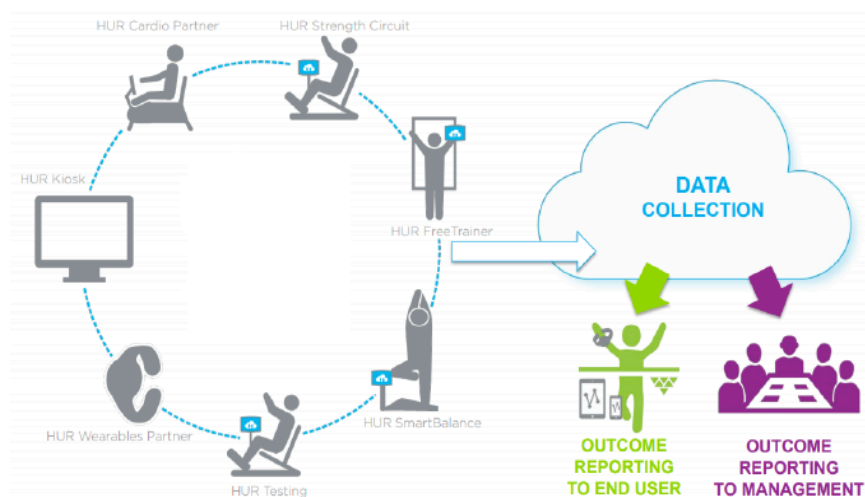 HUR Cardio Partner
HUR Strength Circuit
HUR Kiosk
HUR FreeTrainer
HUR Wearables Partner
HUR Testing
HUR SmartBalance
DATA
COLLECTION
OUTCOME
REPORTING
TO END USER
OUTCOME
REPORTING
TO MANAGEMENT